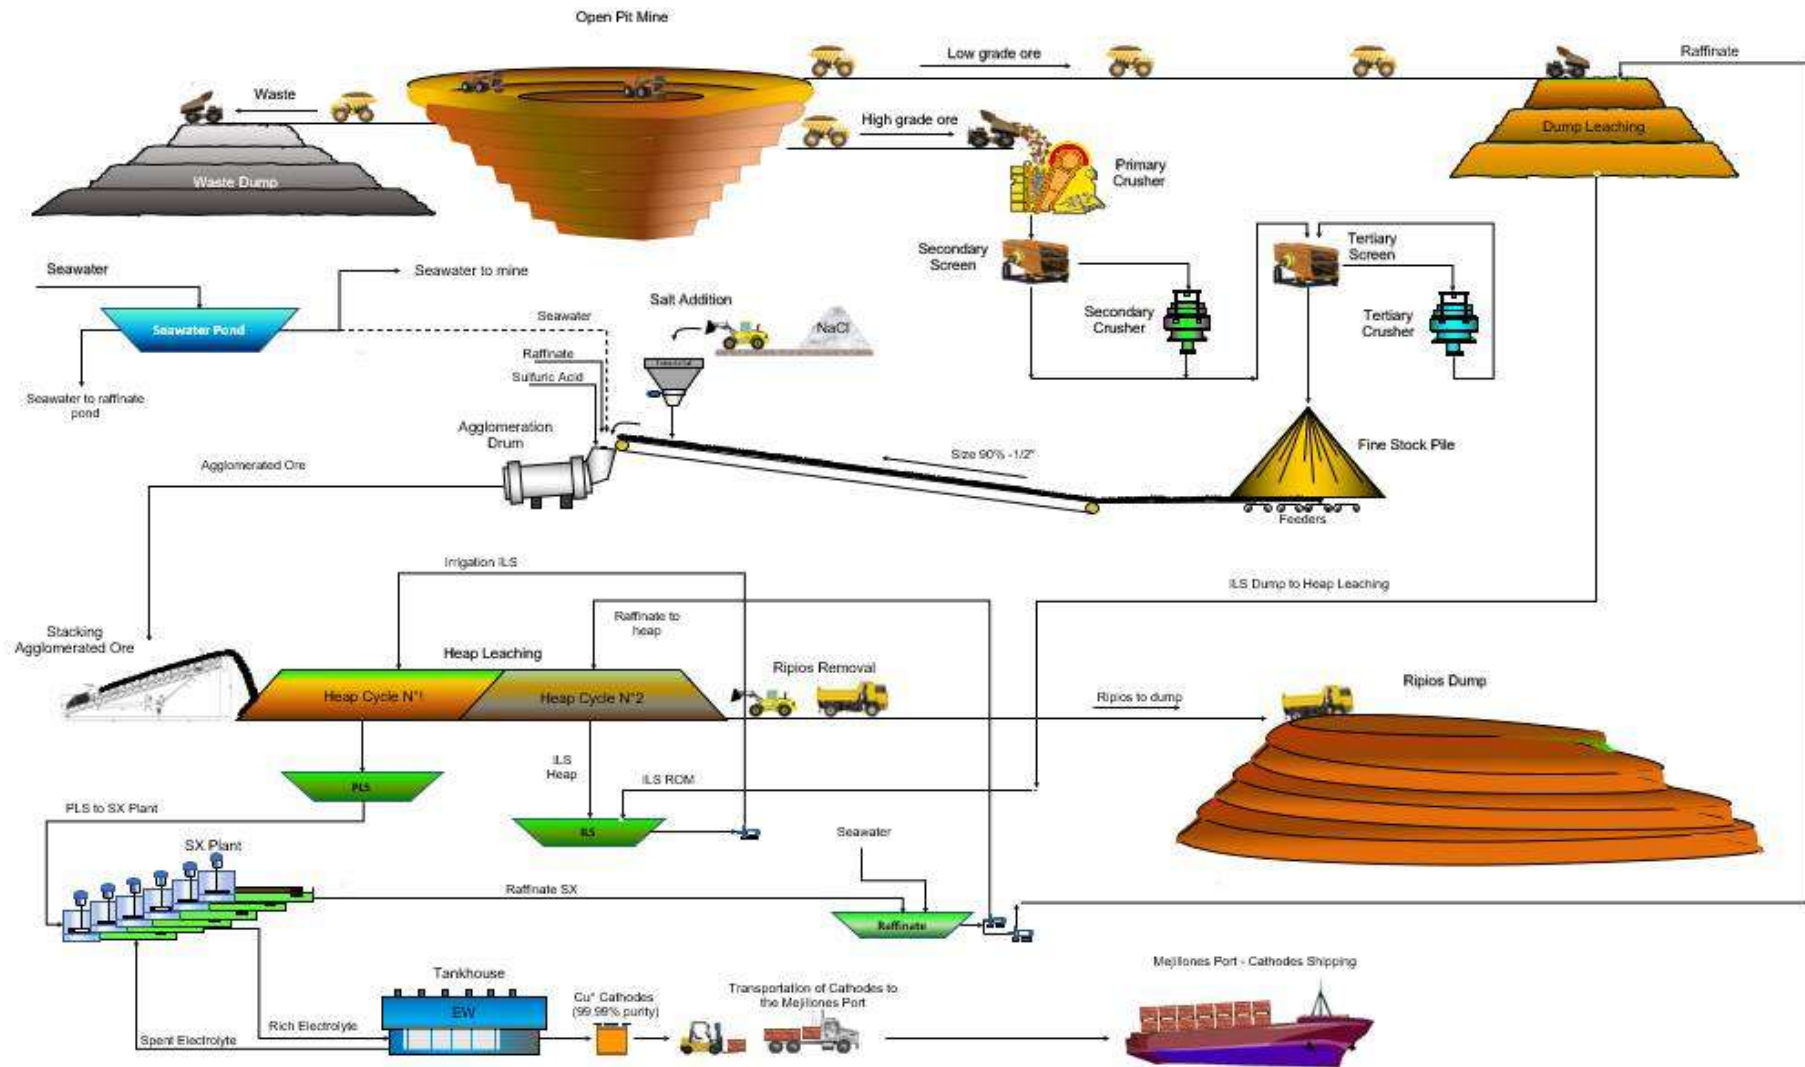 Open Pit Mine
Low grade ore
Raffinate
Waste
High grade ore
Dump Leaching
Primary
Crusher
Waste Dump
Secondary
Screen
Tertiary
Screen
Seawater
Seawater to mine
Salt Addition
Seawater Pond
Seawater
NaCl
Secondary
Crusher
Tertiary
Crusher
Raffinate
Sulfuric Acid
Seawater to raffinate
pond
Agglomeration
Drum
Fine Stock Pile
Size 90% -1/2"
Agglomerated Ore
Feeders
Irrigation ILS
ILS Dump to Heap Leaching
Raffinate to
heap
Stacking
Agglomerated Ore
Heap Leaching
Ripios Removal
Ripios Dump
Heap Cycle N°1
Heap Cycle N°2
Ripios to dump
ILS
Heap
ILS ROM
PLS
PLS to SX Plant
ILS
Seawater
SX Plant
Raffinate SX
Raffinate
Mejillones Port - Cathodes Shipping
Tankhouse
Transportation of Cathodes to
the Mejillones Port
Cu° Cathodes
(99.99% purity)
EW
Rich Electrolyte
Spent Electrolyte